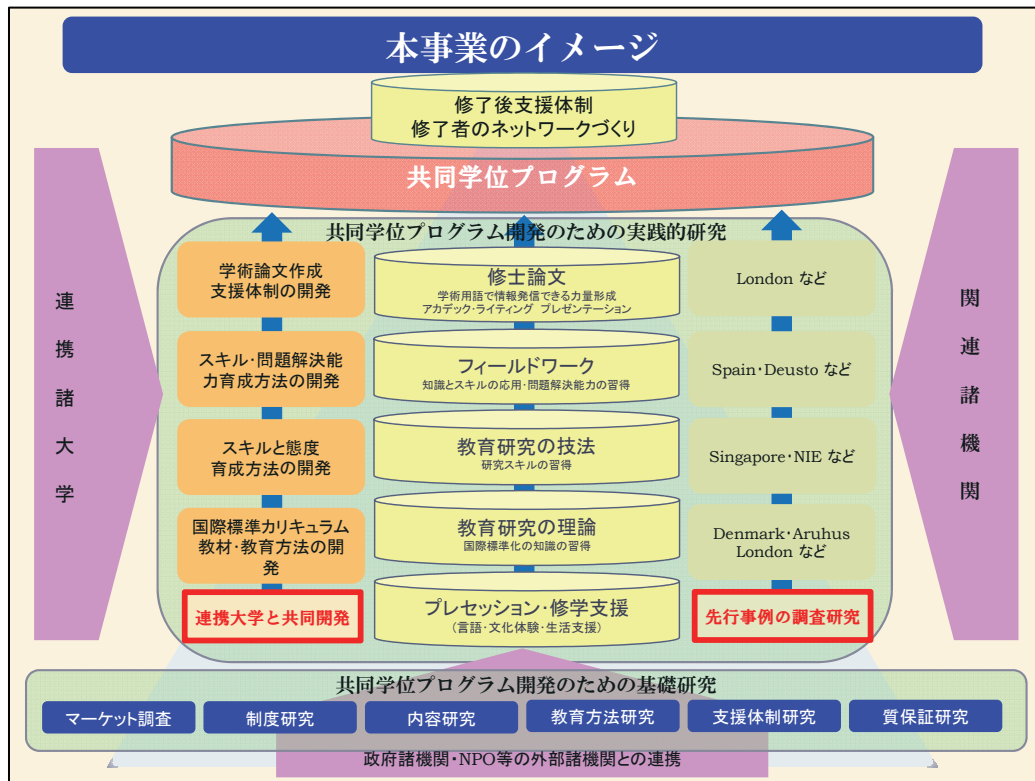 本事業のイメージ
修了後支援体制
修了者のネットワークづくり
共同学位プログラム
連携諸大学
関連諸機関
共同学位プログラム開発のための実践的研究
学術論文作成
支援体制の開発
スキル・問題解決能
力育成方法の開発
スキルと態度
育成方法の開発
国際標準カリキュラム
教材・教育方法の開
発
連携大学と共同開発
修士論文
学術用語で情報発信できる力量形成
アカデック・ライティング プレゼンテーション
フィールドワーク
知識とスキルの応用・問題解決能力の習得
教育研究の技法
研究スキルの習得
教育研究の理論
国際標準化の知識の習得
プレセッション・修学支援
(言語・文化体験・生活支援)
London など
Spain・Deusto など
Singapore・NIE など
Denmark・Aruhus
London など
先行事例の調査研究
共同学位プログラム開発のための基礎研究
マーケット調査
制度研究
内容研究
教育方法研究
支援体制研究
質保証研究
政府諸機関・NPO等の外部諸機関との連携